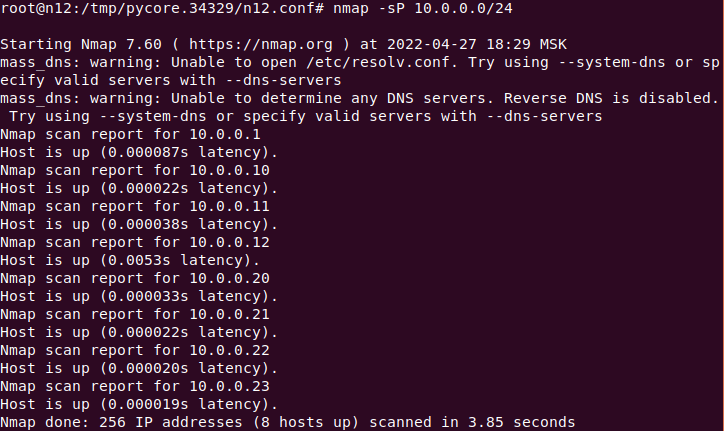 root@n12:/tmp/pycore.34329/n12.conf# nmap -sP 10.0.0.0/24
Starting Nmap 7.60 ( https://nmap.org ) at 2022-04-27 18:29 MSK
mass_dns: warning: Unable to open /etc/resolv.conf. Try using --system-dns or sp
ecify valid servers with --dns-servers
mass_dns: warning: Unable to determine any DNS servers. Reverse DNS is disabled.
 Try using --system-dns or specify valid servers with --dns-servers
Nmap scan report for 10.0.0.1
Host is up (0.000087s latency).
Nmap scan report for 10.0.0.10
Host is up (0.000022s latency).
Nmap scan report for 10.0.0.11
Host is up (0.000038s latency).
Nmap scan report for 10.0.0.12
Host is up (0.0053s latency).
Nmap scan report for 10.0.0.20
Host is up (0.000033s latency).
Nmap scan report for 10.0.0.21
Host is up (0.000022s latency).
Nmap scan report for 10.0.0.22
Host is up (0.000020s latency).
Nmap scan report for 10.0.0.23
Host is up (0.000019s latency).
Nmap done: 256 IP addresses (8 hosts up) scanned in 3.85 seconds